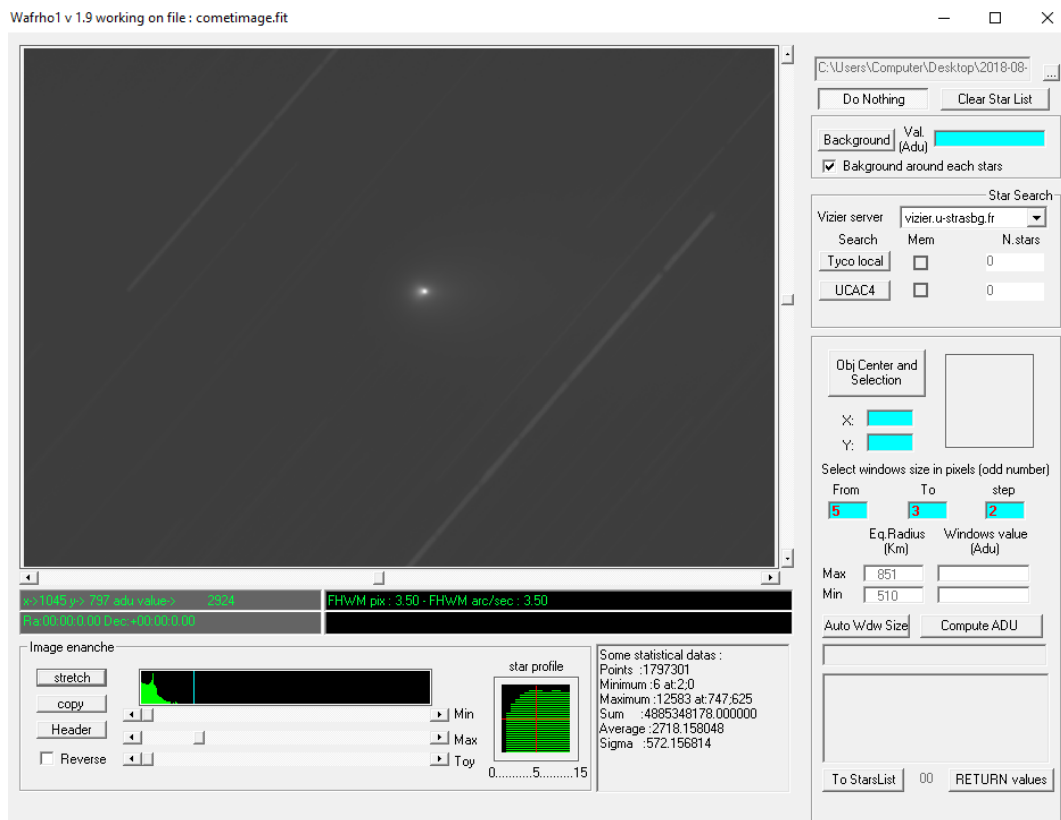 Wafrho1 v 1.9 working on file : cometimage.fit
C:\Users\Computer\Desktop\2018-08-
...
Do Nothing
Clear Star List
Background
Val.
(Adu)
Bakground around each stars
Star Search
Vizier server
vizier.u-strasbg.fr
Search Mem N.stars
Tyco local
0
UCAC4
0
Obj Center and
Selection
X:
Y:
Select windows size in pixels (odd number)
From To step
5 3 2
Eq.Radius
(Km)
Windows value
(Adu)
Max 851
Min 510
Auto Wdw Size
Compute ADU
To StarsList
00
RETURN values
x->1045 y-> 797 adu value-> 2924
Ra:00:00:0.00 Dec:+00:00:0.00
FHWM pix : 3.50 - FHWM arc/sec : 3.50
Image enanche
stretch
copy
Header
Reverse
Min
Max
Toy
star profile
0..........5..........15
Some statistical datas :
Points :1797301
Minimum :6 at:2;0
Maximum :12583 at:747;625
Sum :4885348178.000000
Average :2718.158048
Sigma :572.156814